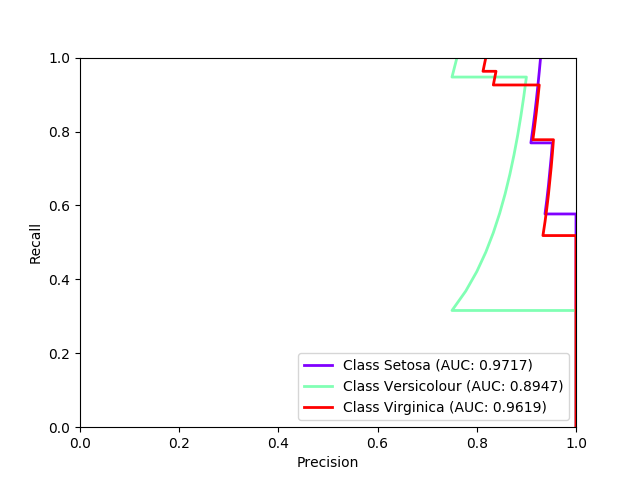 1.0
0.8
0.6
0.4
0.2
0.0
Recall
Class Setosa (AUC: 0.9717)
Class Versicolour (AUC: 0.8947)
Class Virginica (AUC: 0.9619)
0.0 0.2 0.4 0.6 0.8 1.0
Precision